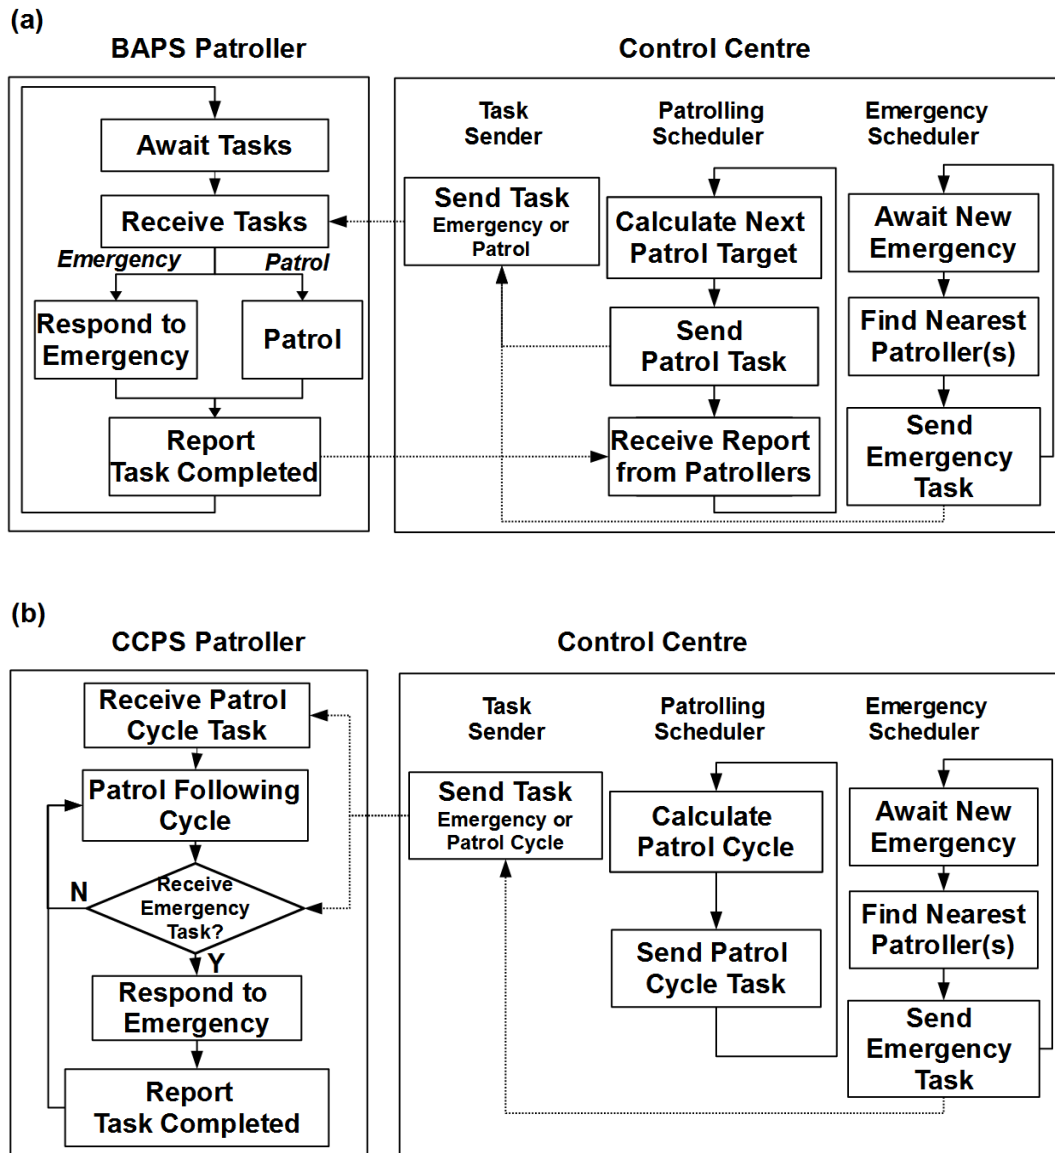 (a)
BAPS Patroller
Await Tasks
Receive Tasks
Emergency
Patrol
Respond to
Emergency
Patrol
Report
Task Completed
Control Centre
Task
Sender
Patrolling
Scheduler
Emergency
Scheduler
Send Task
Emergency or
Patrol
Calculate Next
Patrol Target
Send
Patrol Task
Receive Report
from Patrollers
Await New
Emergency
Find Nearest
Patroller(s)
Send
Emergency
Task
(b)
CCPS Patroller
Receive Patrol
Cycle Task
Patrol Following
Cycle
N
Receive
Emergency
Task?
Y
Respond to
Emergency
Report
Task Completed
Control Centre
Task
Sender
Patrolling
Scheduler
Emergency
Scheduler
Send Task
Emergency or
Patrol Cycle
Calculate
Patrol Cycle
Send Patrol
Cycle Task
Await New
Emergency
Find Nearest
Patroller(s)
Send
Emergency
Task